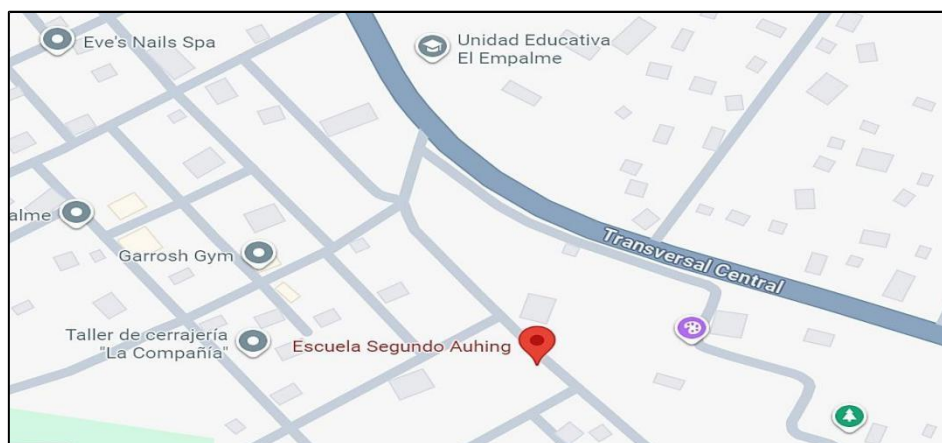 Eve's Nails Spa
Unidad Educativa
El Empalme
alme
Garrosh Gym
Transversal Central
Taller de cerrajería
"La Compañía"
Escuela Segundo Auhing